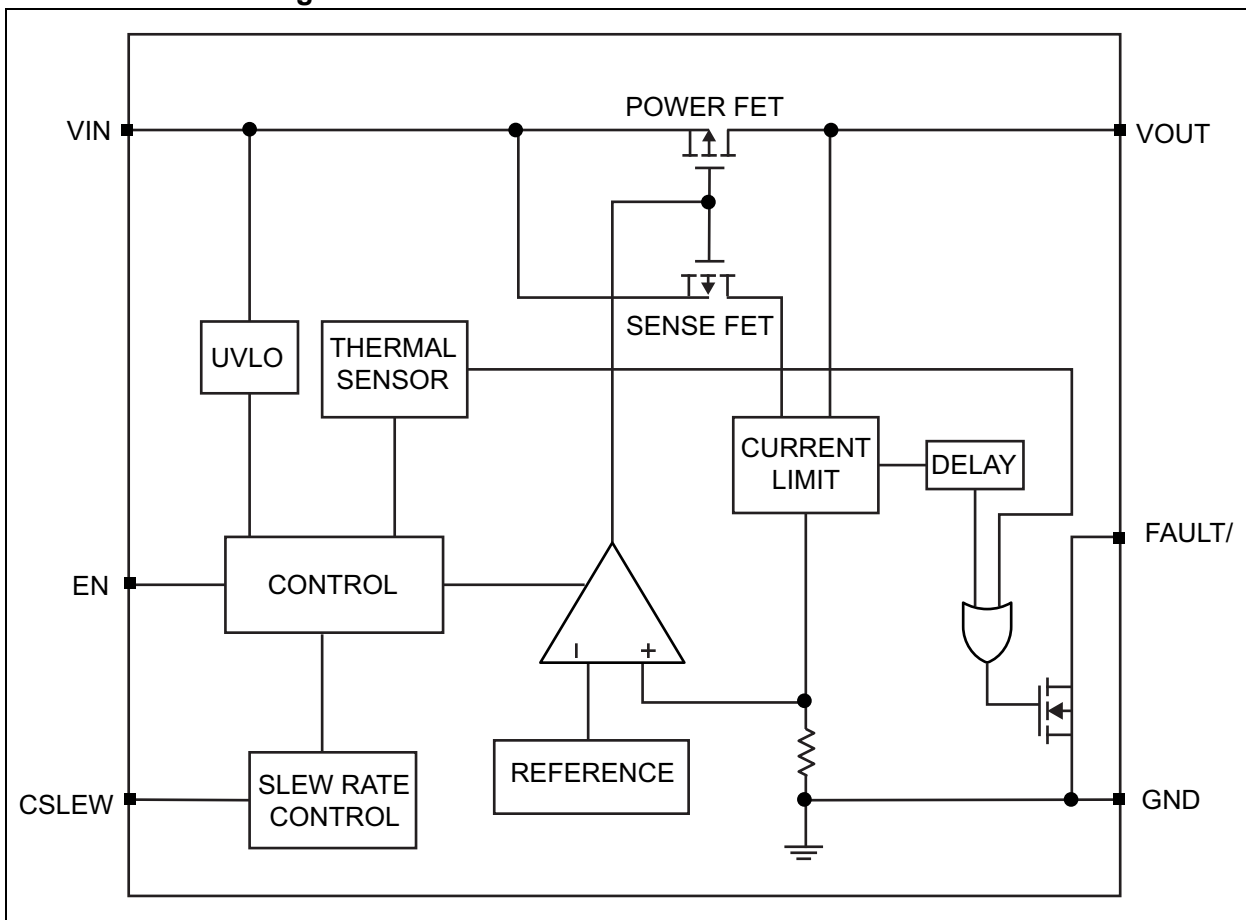 POWER FET
VIN
VOUT
SENSE FET
UVLO
THERMAL
SENSOR
CURRENT
LIMIT
DELAY
FAULT/
EN
CONTROL
– +
REFERENCE
SLEW RATE
CONTROL
CSLEW
GND